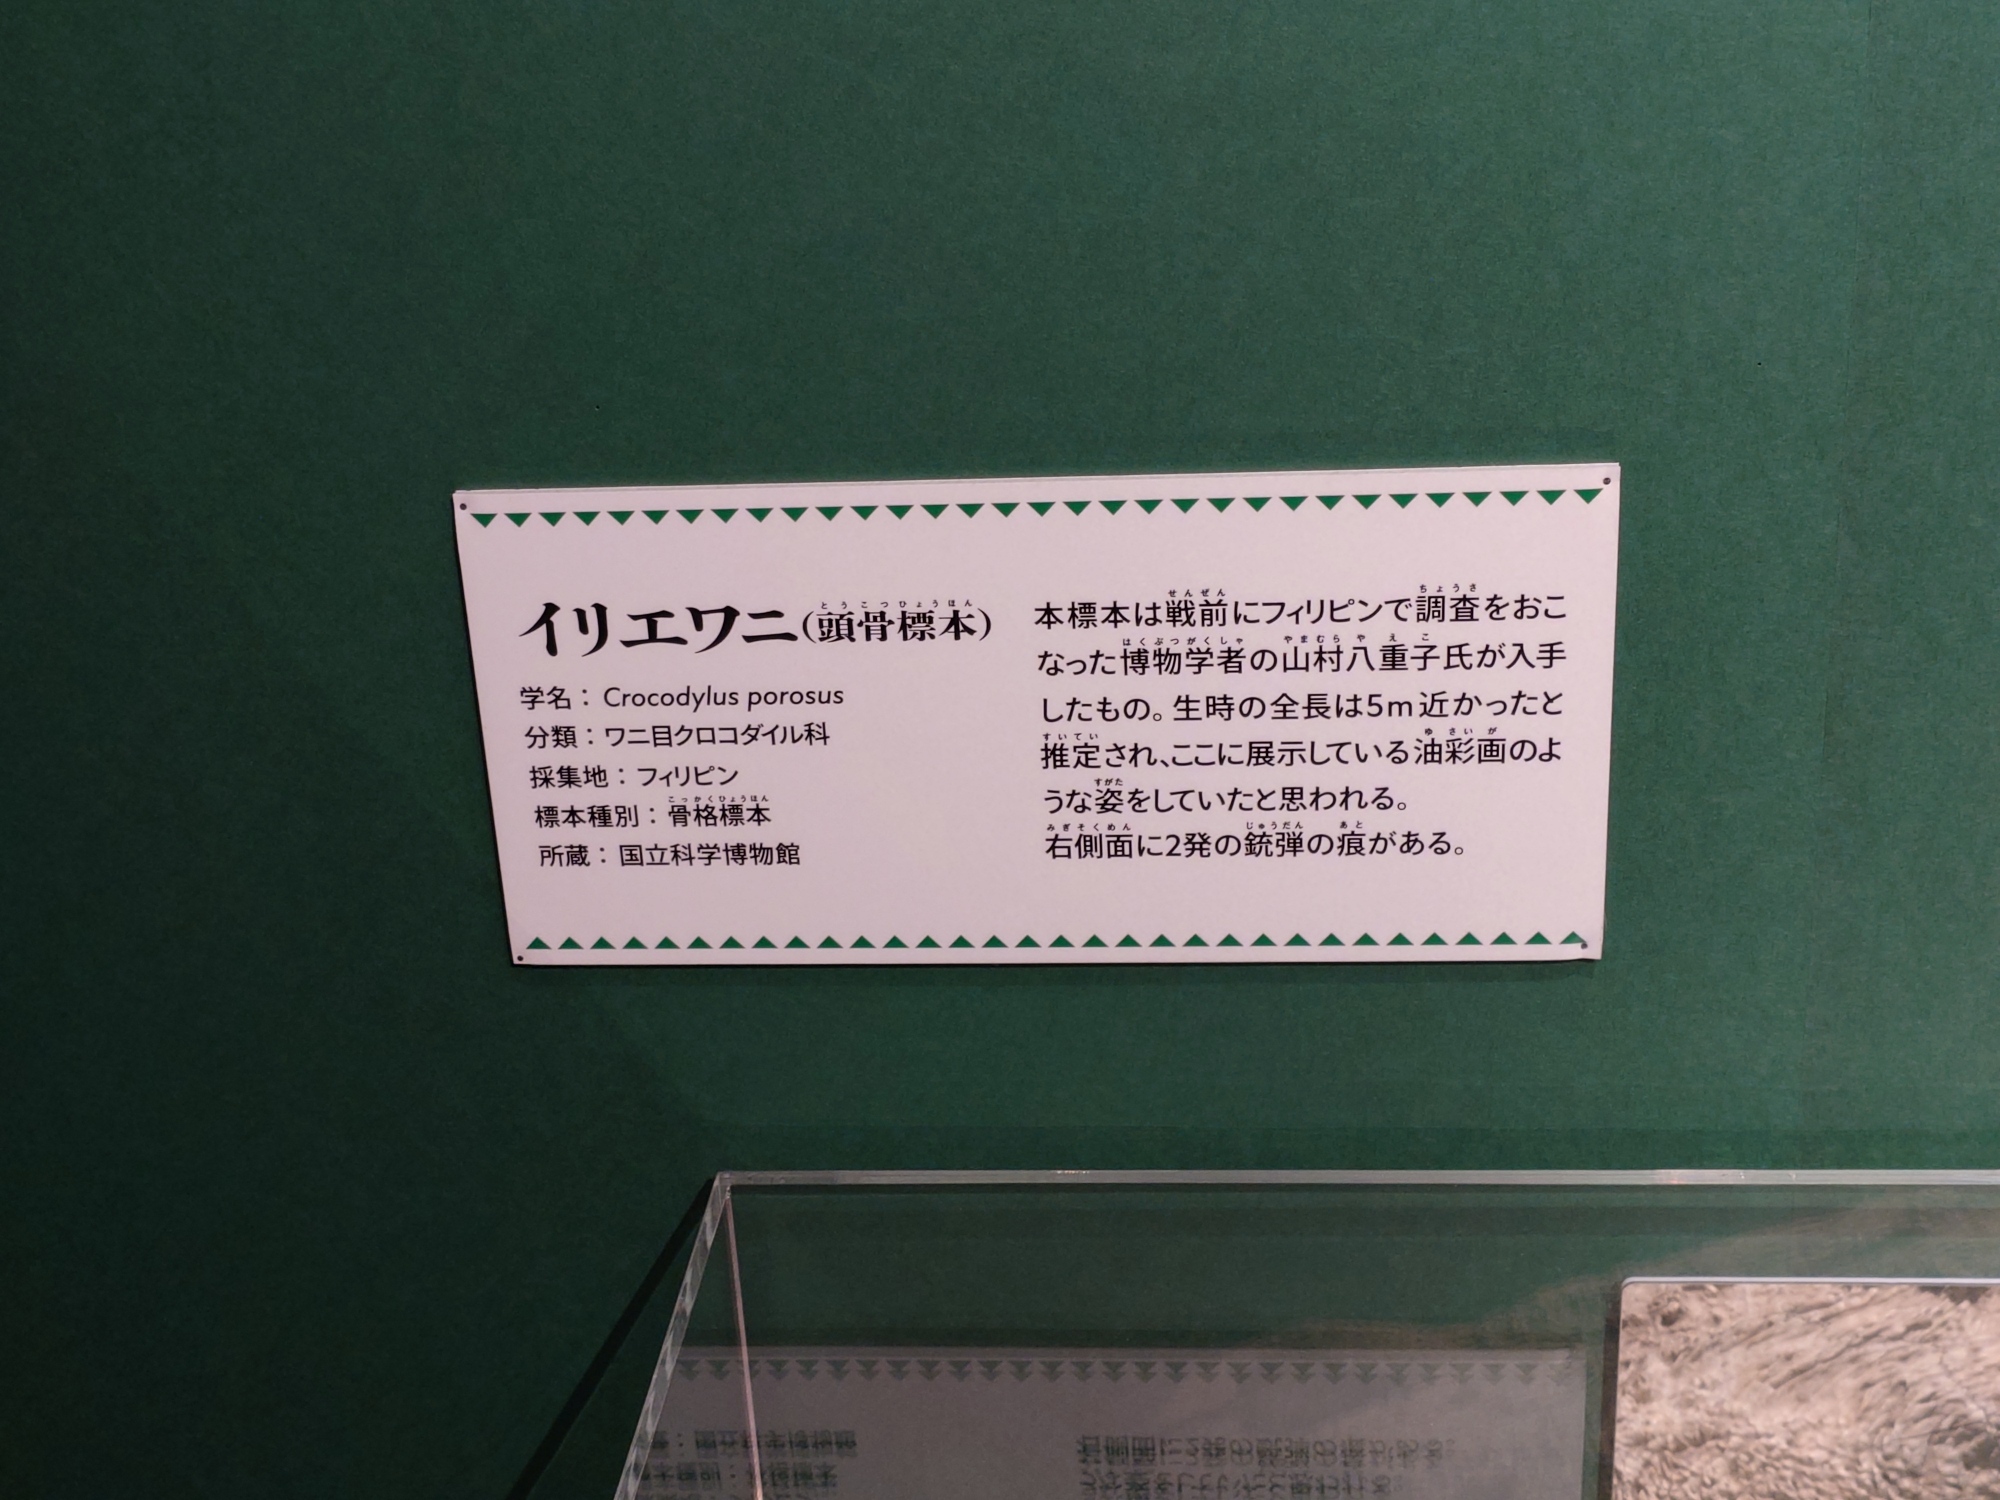 イリエワニ(頭骨標本)
学名： Crocodylus porosus
分類：ワニ目クロコダイル科
採集地：フィリピン
標本種別：骨格標本
所蔵：国立科学博物館
本標本は戦前にフィリピンで調査をおこ
なった博物学者の山村八重子氏が入手
したもの。生時の全長は5m近かったと
推定され、ここに展示している油彩画のよ
うな姿をしていたと思われる。
右側面に2発の銃弾の痕がある。